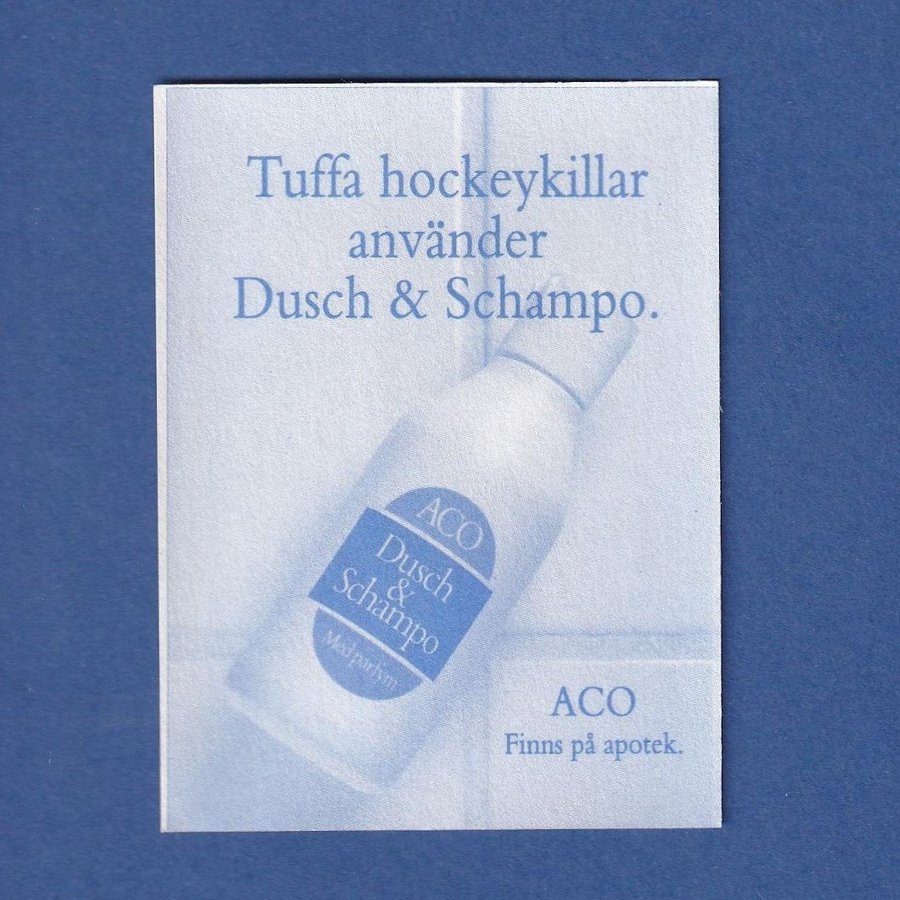 Tuffa hockeykillar
använder
Dusch & Schampo.
ACO
Dusch
&
Schampo
Med parfym
ACO
Finns på apotek.